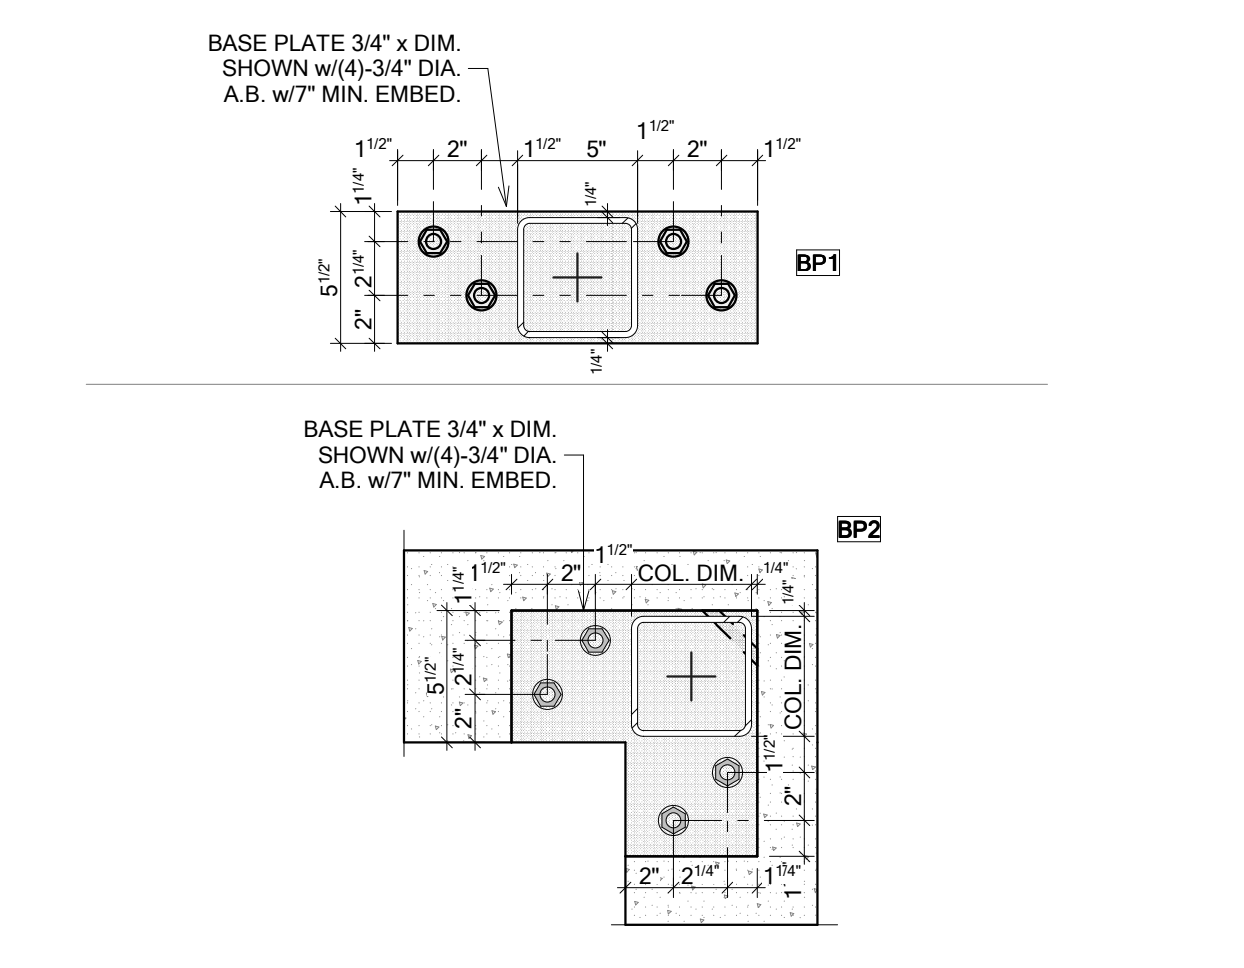 BASE PLATE 3/4" x DIM.
SHOWN w/(4)-3/4" DIA.
A.B. w/7" MIN. EMBED.
1 1/2"
2"
1 1/2"
5"
1 1/2"
2"
1 1/2"
1 1/4"
2 1/4"
2"
5 1/2"
1/4"
1/4"
BP1
BASE PLATE 3/4" x DIM.
SHOWN w/(4)-3/4" DIA.
A.B. w/7" MIN. EMBED.
BP2
1 1/2"
1 1/2"
2"
COL. DIM.
1/4"
1 1/4"
2 1/4"
2"
5 1/2"
1/4"
COL. DIM.
1 1/2"
2"
2"
2 1/4"
1 1/4"
1